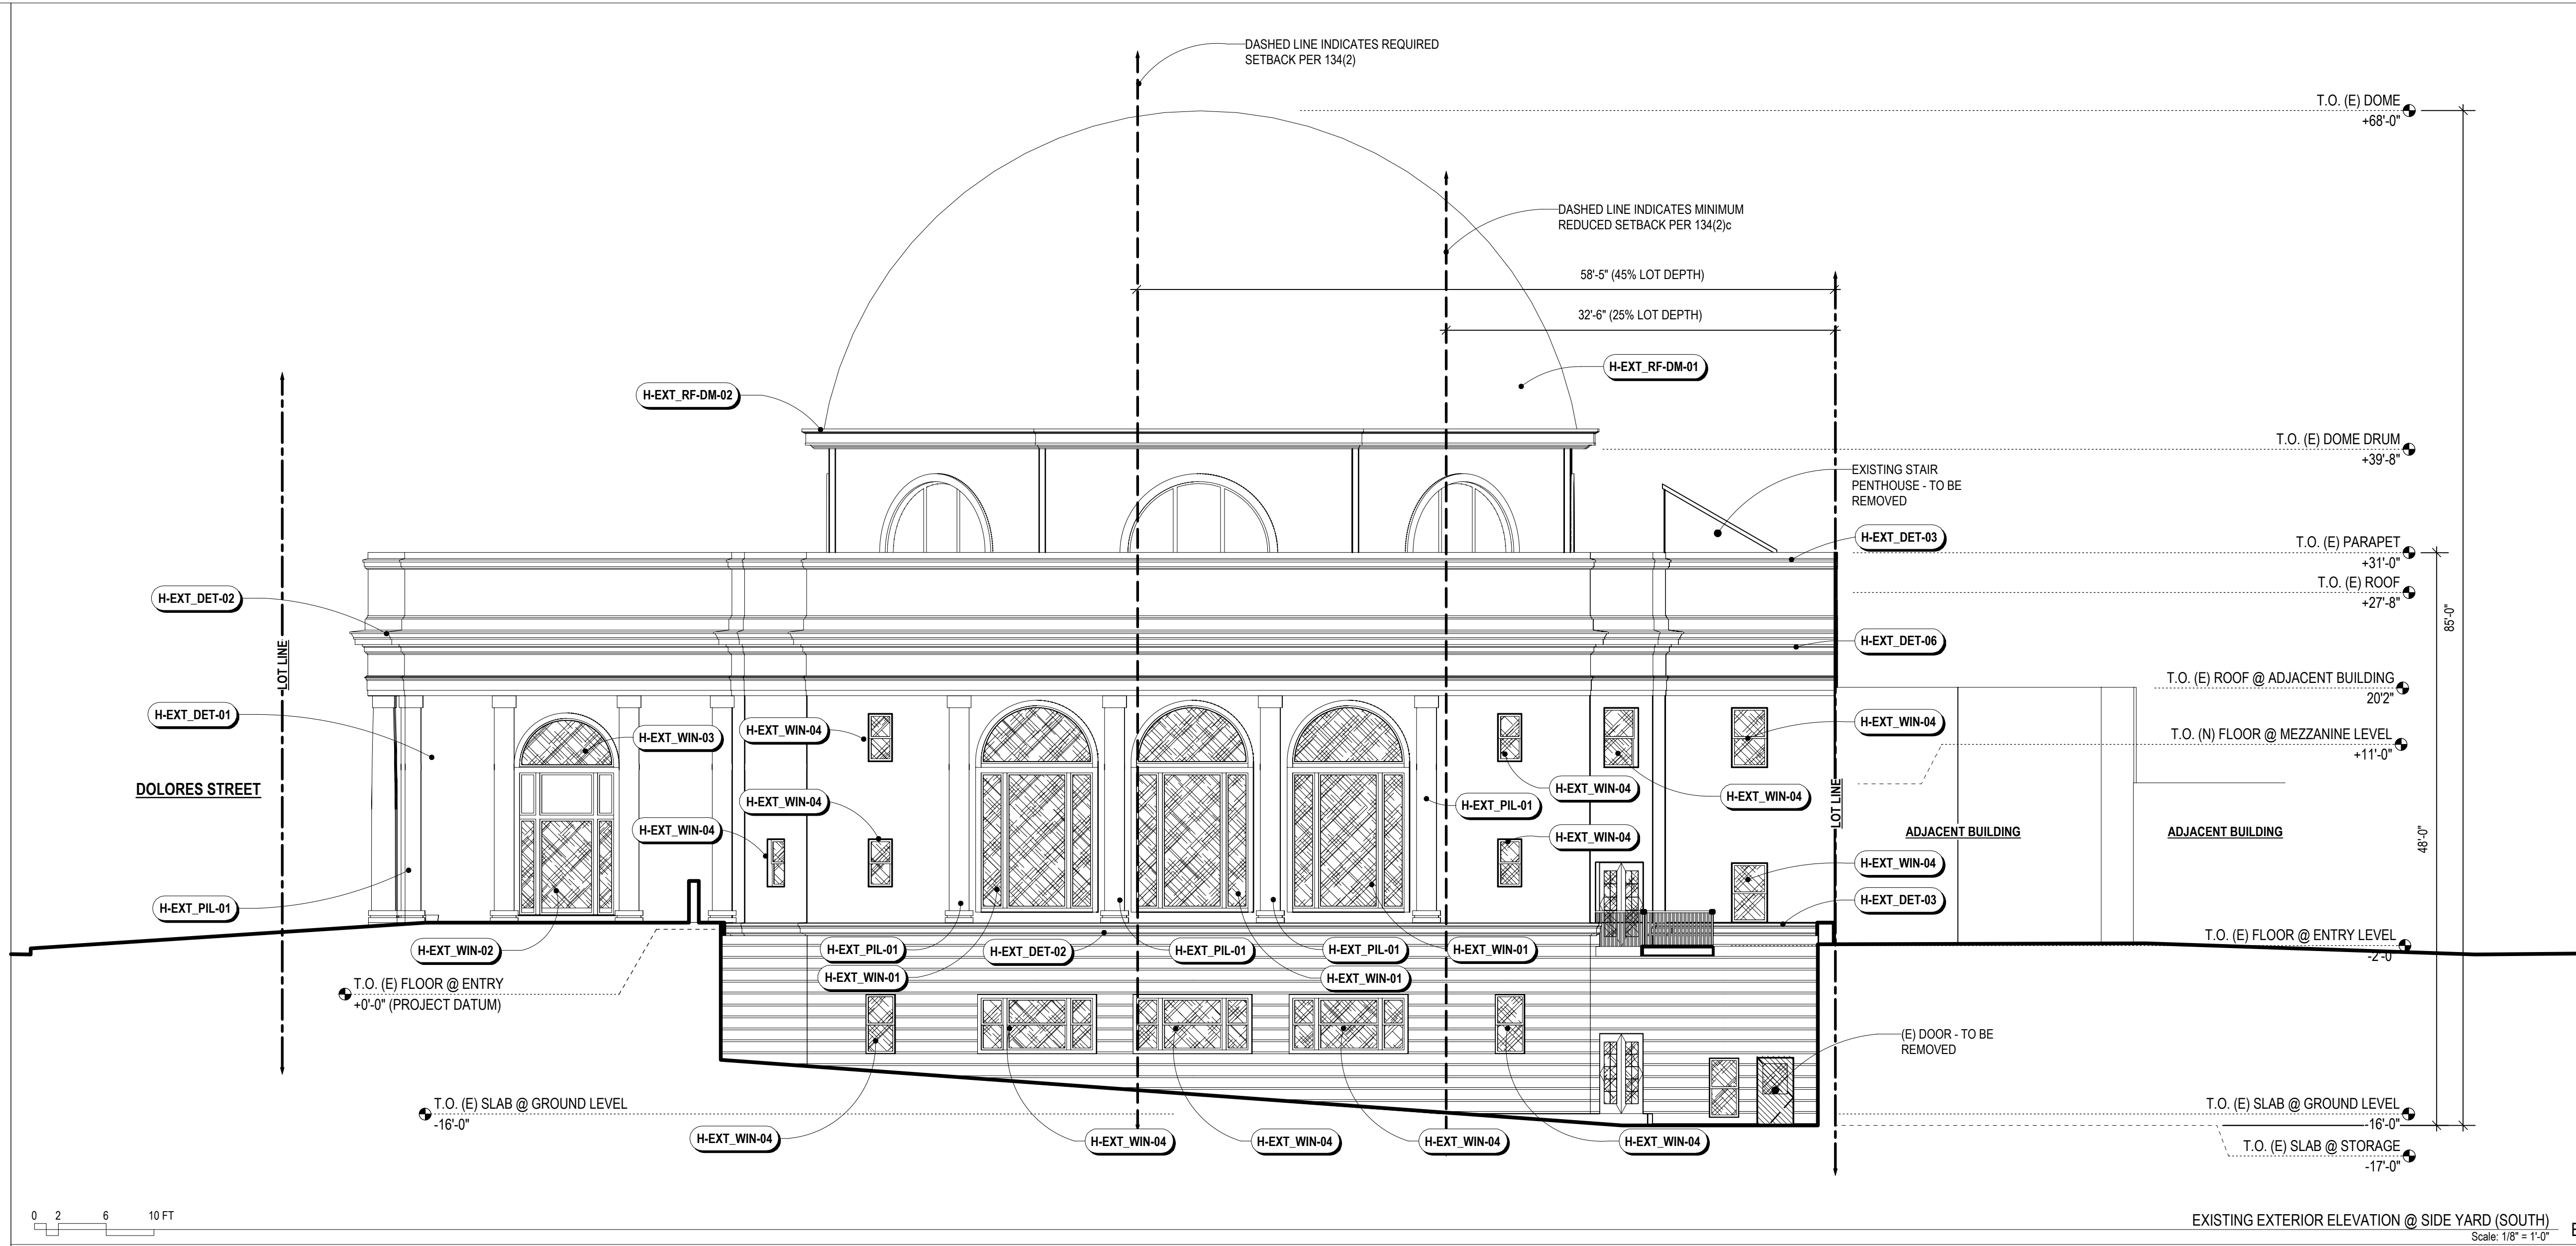 DASHED LINE INDICATES REQUIRED
SETBACK PER 134(2)
T.O. (E) DOME
+68'-0"
DASHED LINE INDICATES MINIMUM
REDUCED SETBACK PER 134(2)c
58'-5" (45% LOT DEPTH)
32'-6" (25% LOT DEPTH)
H-EXT_RF-DM-01
H-EXT_RF-DM-02
T.O. (E) DOME DRUM
+39'-8"
EXISTING STAIR
PENTHOUSE - TO BE
REMOVED
H-EXT_DET-03
T.O. (E) PARAPET
+31'-0"
T.O. (E) ROOF
+27'-8"
85'-0"
H-EXT_DET-02
LOT LINE
H-EXT_DET-06
T.O. (E) ROOF @ ADJACENT BUILDING
20'2"
H-EXT_DET-01
H-EXT_WIN-03
H-EXT_WIN-04
H-EXT_WIN-04
T.O. (N) FLOOR @ MEZZANINE LEVEL
+11'-0"
DOLORES STREET
H-EXT_WIN-04
H-EXT_WIN-04
H-EXT_PIL-01
H-EXT_WIN-04
H-EXT_WIN-04
LOT LINE
H-EXT_WIN-04
H-EXT_WIN-04
ADJACENT BUILDING
ADJACENT BUILDING
48'-0"
H-EXT_WIN-04
H-EXT_DET-03
H-EXT_PIL-01
H-EXT_WIN-02
H-EXT_PIL-01
H-EXT_DET-02
H-EXT_PIL-01
H-EXT_PIL-01
H-EXT_WIN-01
T.O. (E) FLOOR @ ENTRY LEVEL
-2'-0"
H-EXT_WIN-01
H-EXT_WIN-01
T.O. (E) FLOOR @ ENTRY
+0'-0" (PROJECT DATUM)
(E) DOOR - TO BE
REMOVED
T.O. (E) SLAB @ GROUND LEVEL
-16'-0"
T.O. (E) SLAB @ GROUND LEVEL
-16'-0"
H-EXT_WIN-04
H-EXT_WIN-04
H-EXT_WIN-04
H-EXT_WIN-04
H-EXT_WIN-04
T.O. (E) SLAB @ STORAGE
-17'-0"
0 2 6 10 FT
EXISTING EXTERIOR ELEVATION @ SIDE YARD (SOUTH)
Scale: 1/8" = 1'-0"